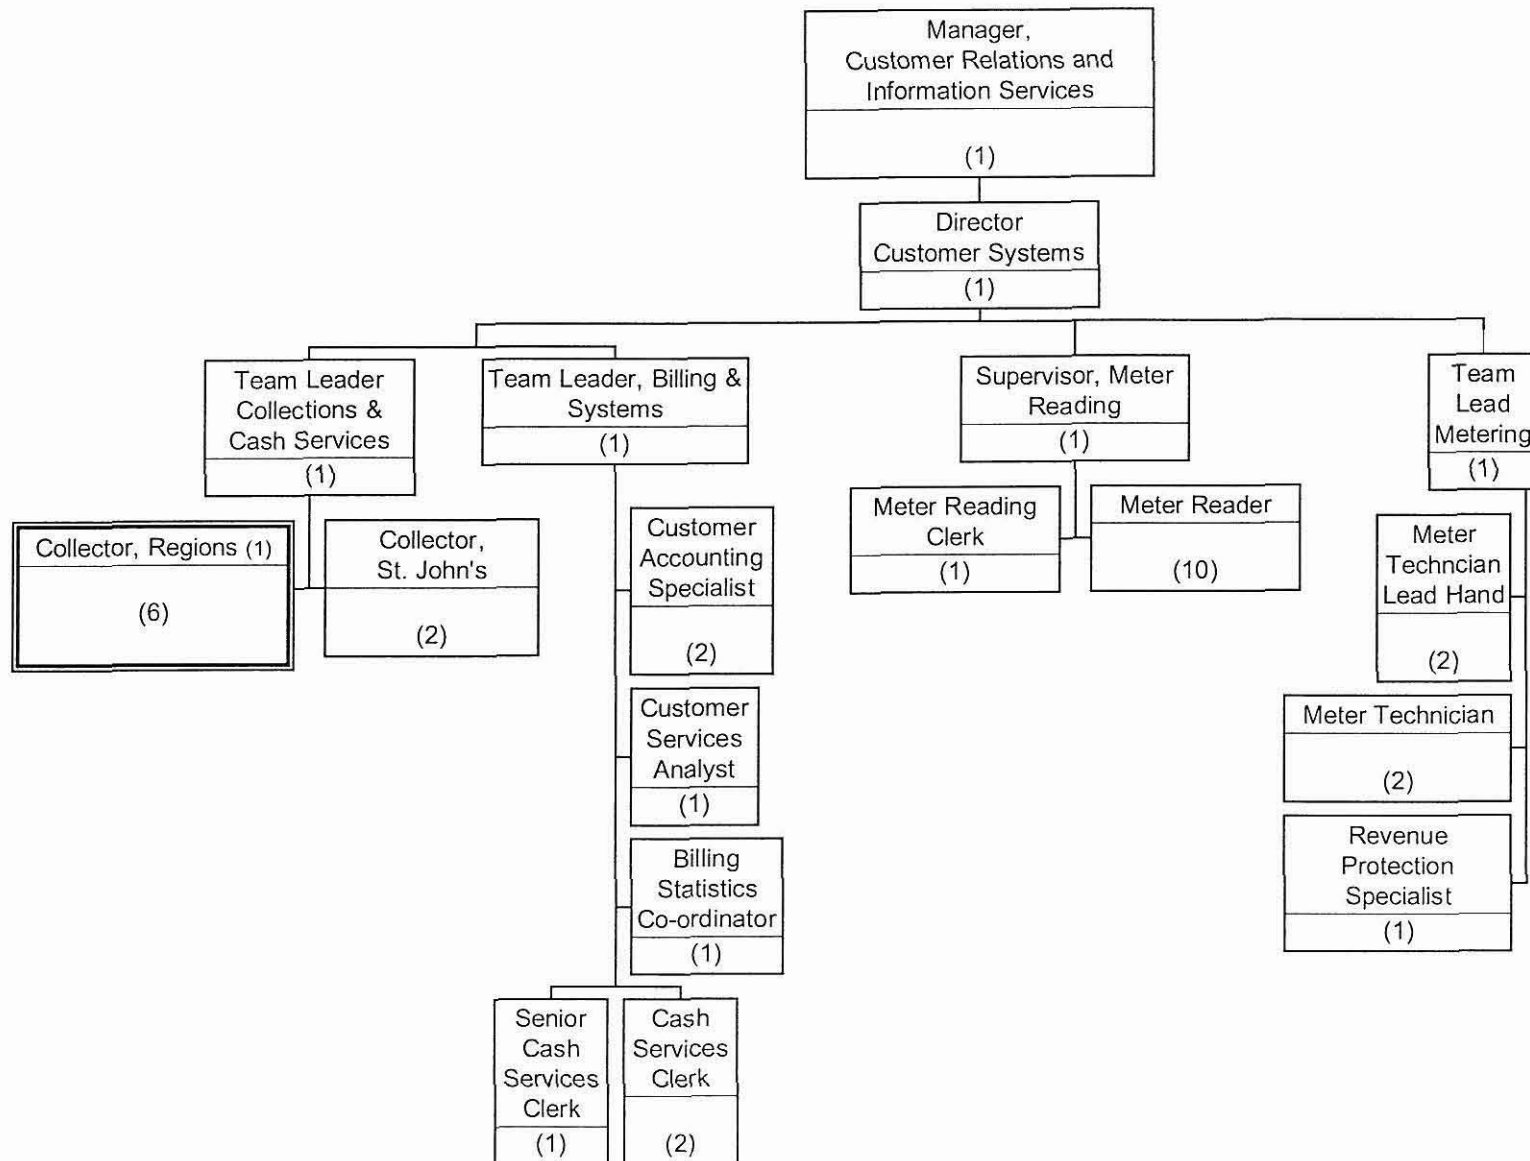 Manager,
Customer Relations and
Information Services
(1)
Director
Customer Systems
(1)
Team Leader
Collections &
Cash Services
(1)
Team Leader, Billing &
Systems
(1)
Supervisor, Meter
Reading
(1)
Team
Lead
Metering
(1)
Collector, Regions (1)
(6)
Collector,
St. John's
(2)
Customer
Accounting
Specialist
(2)
Customer
Services
Analyst
(1)
Billing
Statistics
Co-ordinator
(1)
Senior
Cash
Services
Clerk
(1)
Cash
Services
Clerk
(2)
Meter Reading
Clerk
(1)
Meter Reader
(10)
Meter
Techncian
Lead Hand
(2)
Meter Technician
(2)
Revenue
Protection
Specialist
(1)